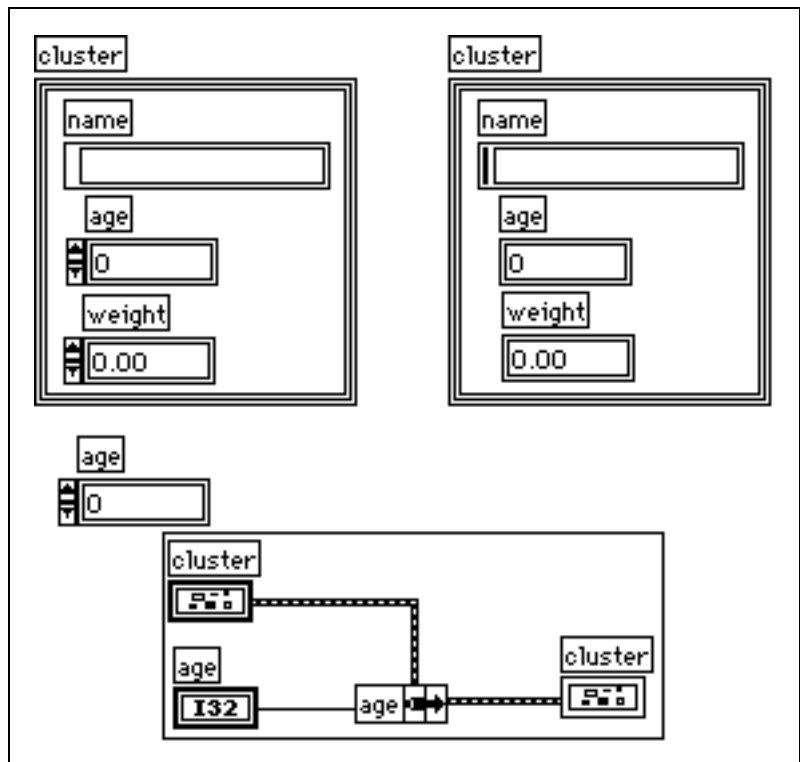 cluster
name
age
0
weight
0.00
cluster
name
age
0
weight
0.00
age
0
cluster
age
I32
age
cluster